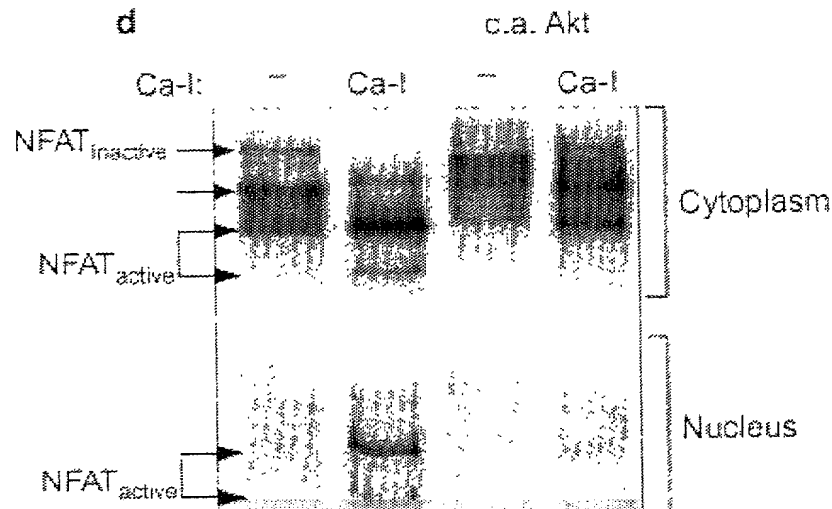 d
c.a. Akt
Ca-I: – Ca-I – Ca-I
NFATinactive
Cytoplasm
NFATactive
Nucleus
NFATactive